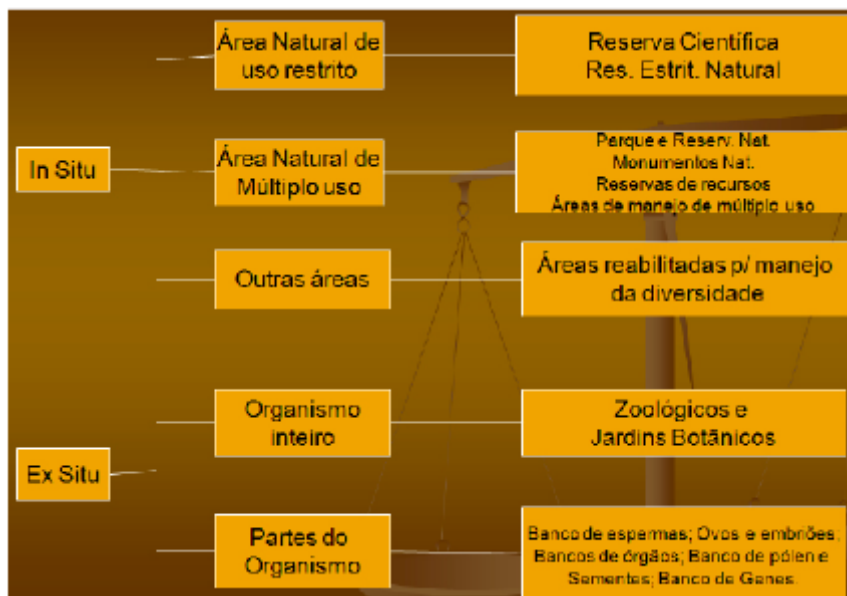 Área Natural de
uso restrito
Reserva Científica
Res. Estrit. Natural
In Situ
Área Natural de
Múltiplo uso
Parque e Reserv. Nat.
Monumentos Nat.
Reservas de recursos
Áreas de manejo de múltiplo uso
Outras áreas
Áreas reabilitadas p/ manejo
da diversidade
Ex Situ
Organismo
inteiro
Zoológicos e
Jardins Botânicos
Partes do
Organismo
Banco de espermas; Ovos e embriões;
Bancos de órgãos; Banco de pólen e
Sementes; Banco de Genes.